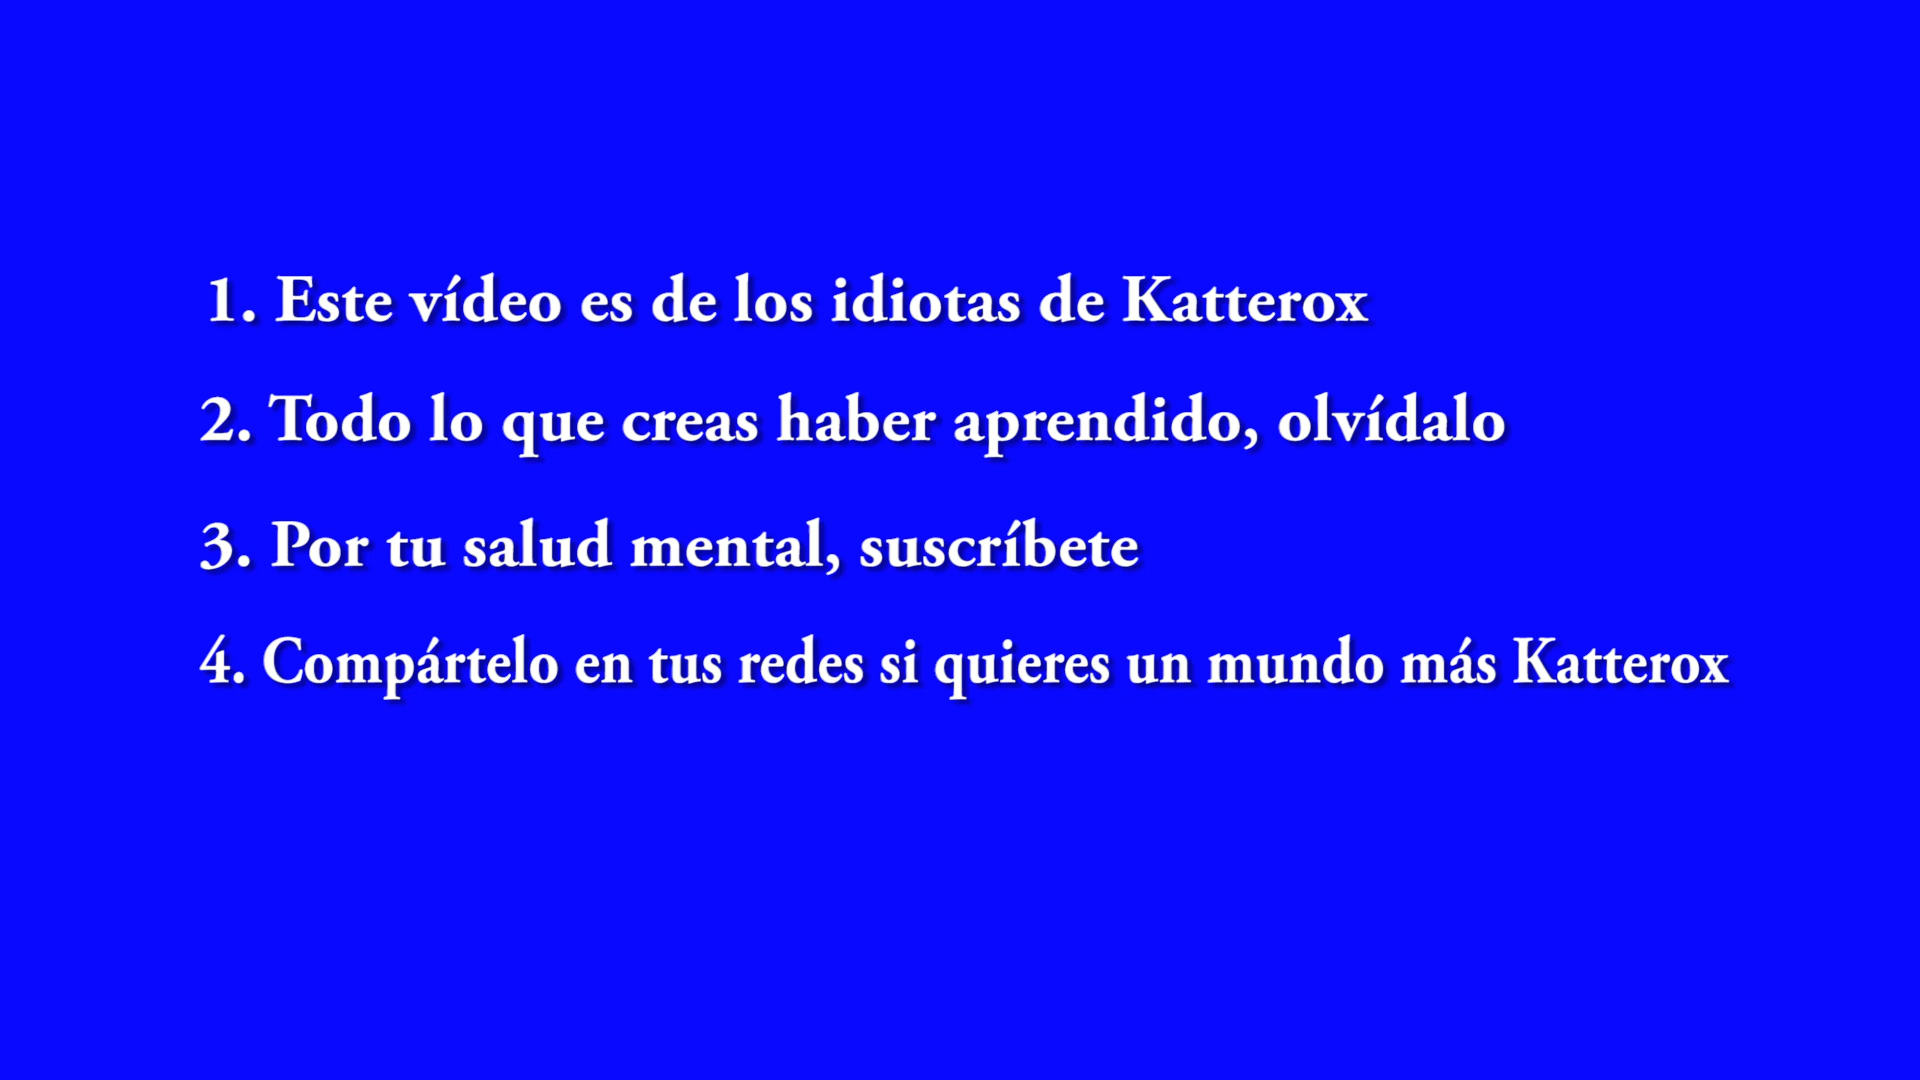 1. Este vídeo es de los idiotas de Katterox
2. Todo lo que creas haber aprendido, olvídalo
3. Por tu salud mental, suscríbete
4. Compártelo en tus redes si quieres un mundo más Katterox